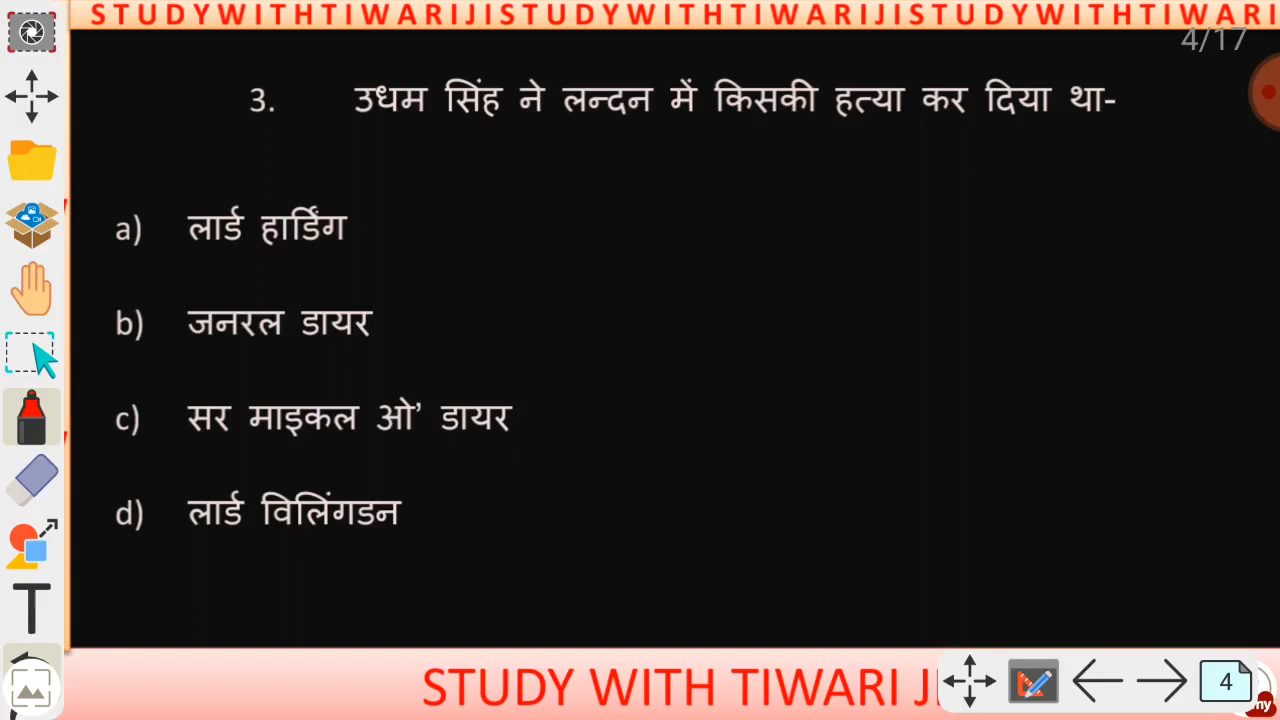 STUDYWITHTIWARIJISTUDYWITHTIWARIJISTUDYWITHTIWARI
4/17
3. उधम सिंह ने लन्दन में किसकी हत्या कर दिया था-
a) लार्ड हार्डिंग
b) जनरल डायर
c) सर माइकल ओ' डायर
d) लार्ड विलिंगडन
STUDY WITH TIWARI JI
4